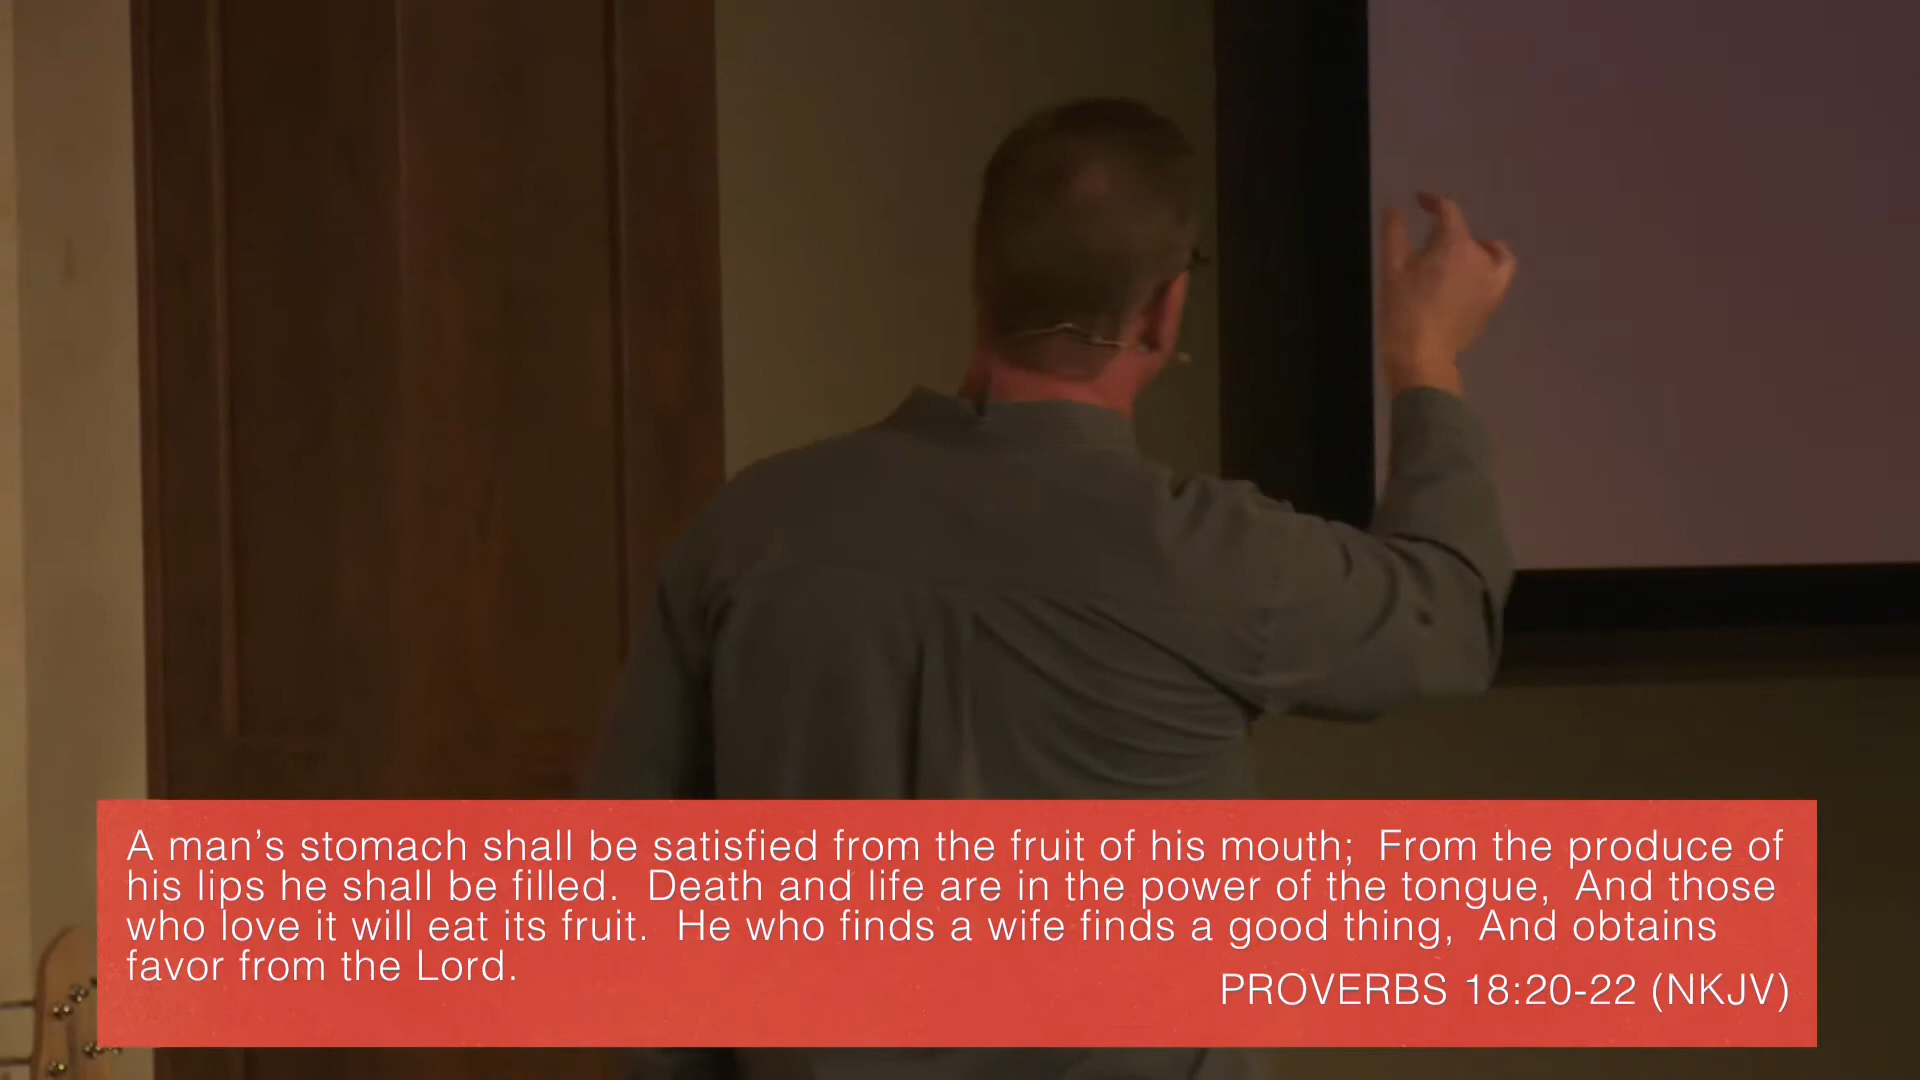 A man’s stomach shall be satisfied from the fruit of his mouth;  From the produce of
his lips he shall be filled.  Death and life are in the power of the tongue,  And those
who love it will eat its fruit.  He who finds a wife finds a good thing,  And obtains
favor from the Lord.
PROVERBS 18:20-22 (NKJV)